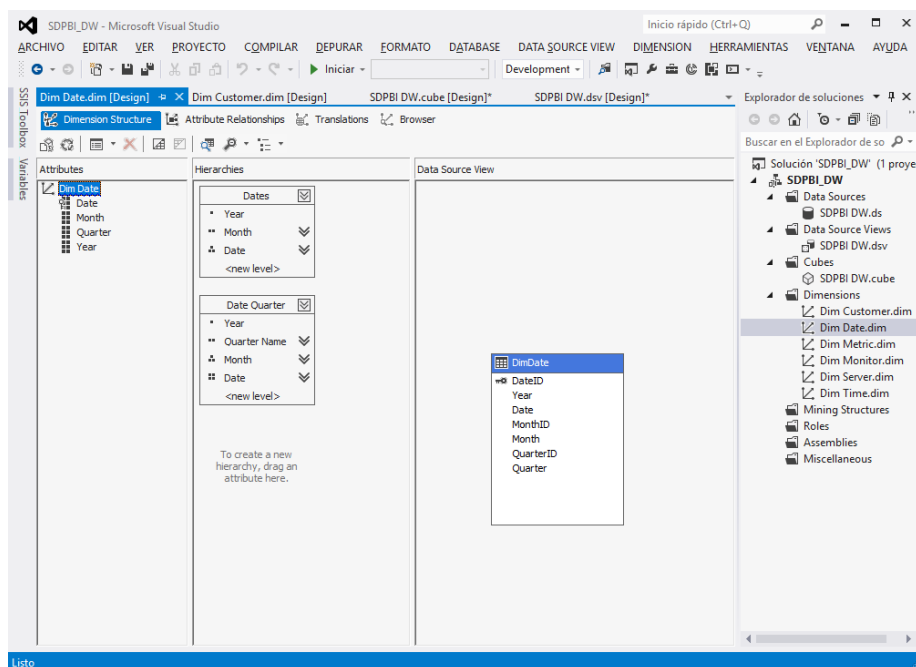 SDPBI_DW - Microsoft Visual Studio
Inicio rápido (Ctrl+Q)
ARCHIVO EDITAR VER PROYECTO COMPILAR DEPURAR FORMATO DATABASE DATA SOURCE VIEW DIMENSION HERRAMIENTAS VENTANA AYUDA
Iniciar
Development
SSIS Toolbox
Variables
Dim Date.dim [Design]
Dim Customer.dim [Design]
SDPBI DW.cube [Design]*
SDPBI DW.dsv [Design]*
Dimension Structure
Attribute Relationships
Translations
Browser
Attributes
Dim Date
Date
Month
Quarter
Year
Hierarchies
Dates
Year
Month
Date
<new level>
Date Quarter
Year
Quarter Name
Month
Date
<new level>
To create a new
hierarchy, drag an
attribute here.
Data Source View
DimDate
DateID
Year
Date
MonthID
Month
QuarterID
Quarter
Explorador de soluciones
Buscar en el Explorador de so
Solución 'SDPBI_DW' (1 proye
SDPBI_DW
Data Sources
SDPBI DW.ds
Data Source Views
SDPBI DW.dsv
Cubes
SDPBI DW.cube
Dimensions
Dim Customer.dim
Dim Date.dim
Dim Metric.dim
Dim Monitor.dim
Dim Server.dim
Dim Time.dim
Mining Structures
Roles
Assemblies
Miscellaneous
Listo